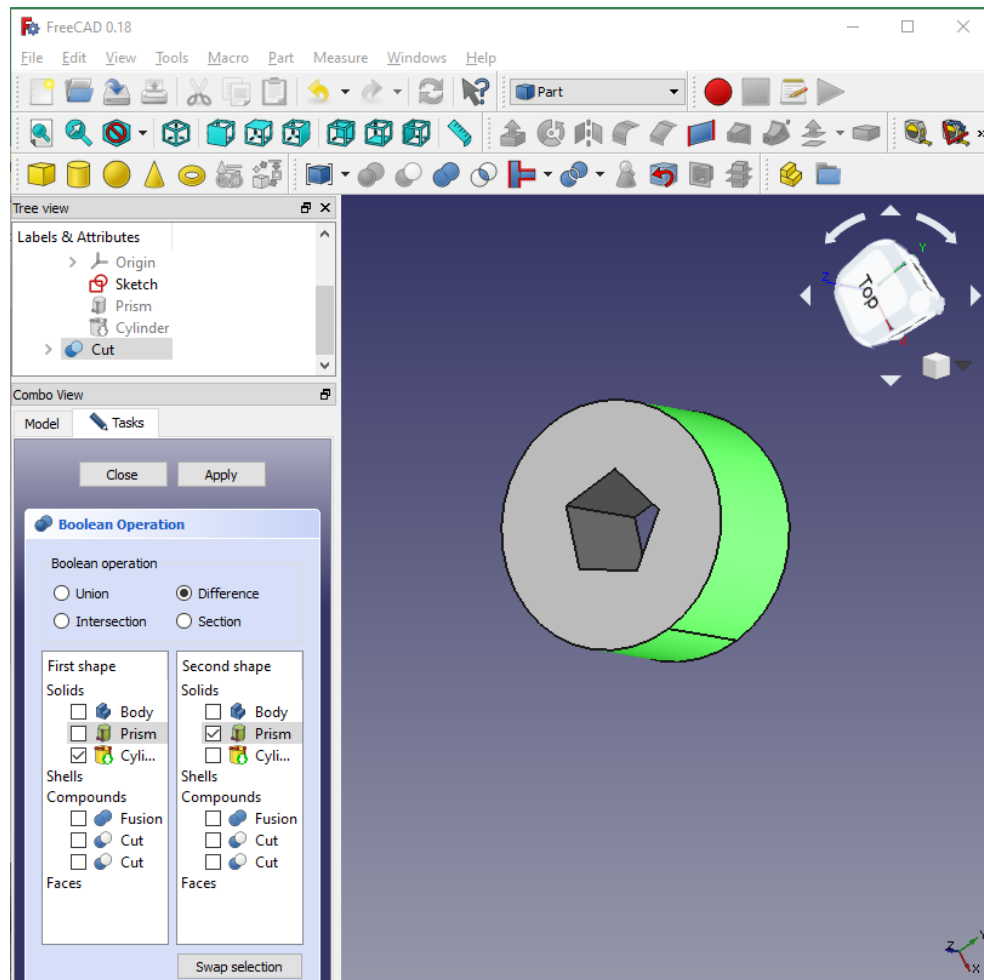 FreeCAD 0.18
File Edit View Tools Macro Part Measure Windows Help
Part
»
Tree view
Labels & Attributes
Origin
Sketch
Prism
Cylinder
Cut
Combo View
Model Tasks
Close Apply
Boolean Operation
Boolean operation
Union Difference
Intersection Section
First shape Second shape
Solids Solids
Body Body
Prism Prism
Cyli... Cyli...
Shells Shells
Compounds Compounds
Fusion Fusion
Cut Cut
Cut Cut
Faces Faces
Swap selection
Y
Z
Top
X
Y
Z
X